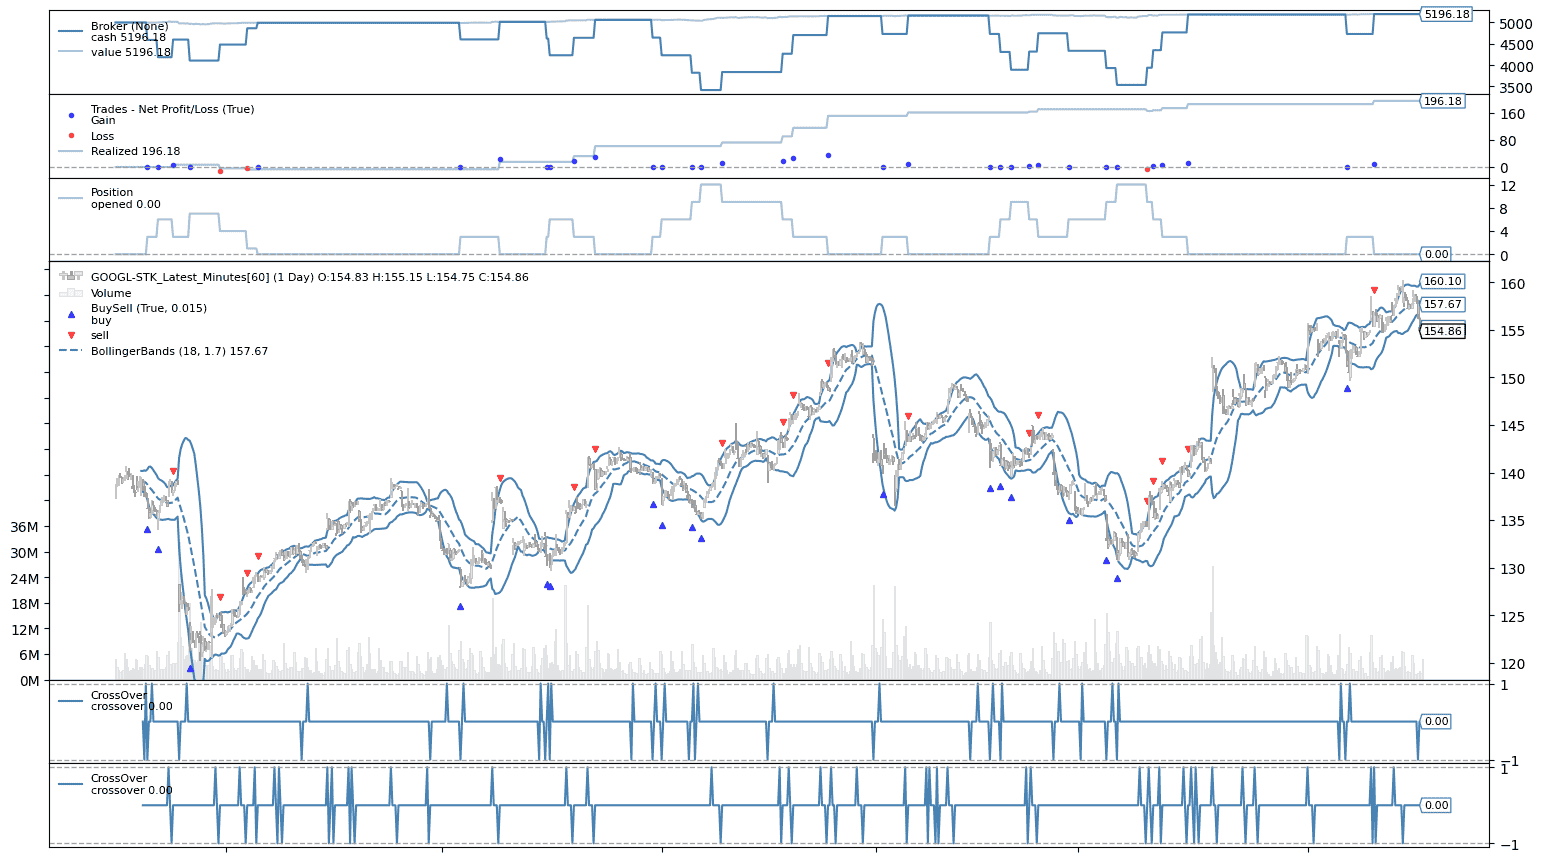 Broker (None)
cash 5196.18
value 5196.18
5196.18
5000
4500
4000
3500
Trades - Net Profit/Loss (True)
Gain
Loss
Realized 196.18
196.18
160
80
0
Position
opened 0.00
12
8
4
0.00
0
GOOGL-STK_Latest_Minutes[60] (1 Day) O:154.83 H:155.15 L:154.75 C:154.86
Volume
BuySell (True, 0.015)
buy
sell
BollingerBands (18, 1.7) 157.67
160.10
157.67
154.86
160
155
150
145
140
135
130
125
120
36M
30M
24M
18M
12M
6M
0M
CrossOver
crossover 0.00
1
0.00
−1
CrossOver
crossover 0.00
1
0.00
−1